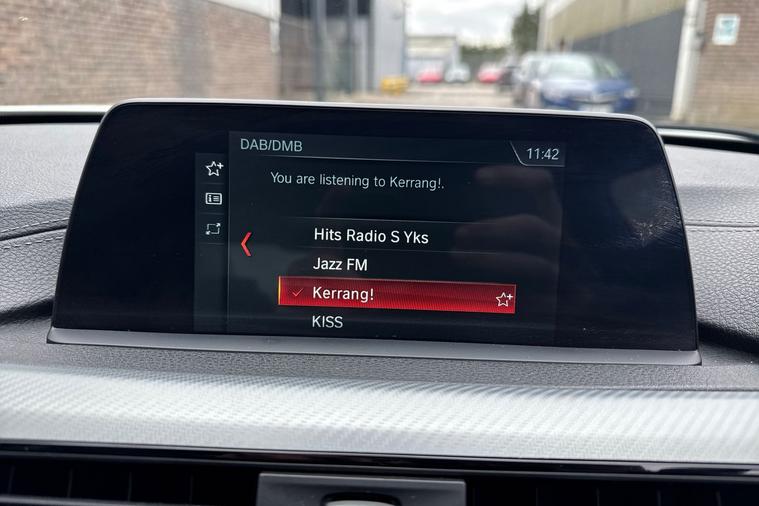 DAB/DMB
11:42
You are listening to Kerrang!.
Hits Radio S Yks
Jazz FM
Kerrang!
KISS